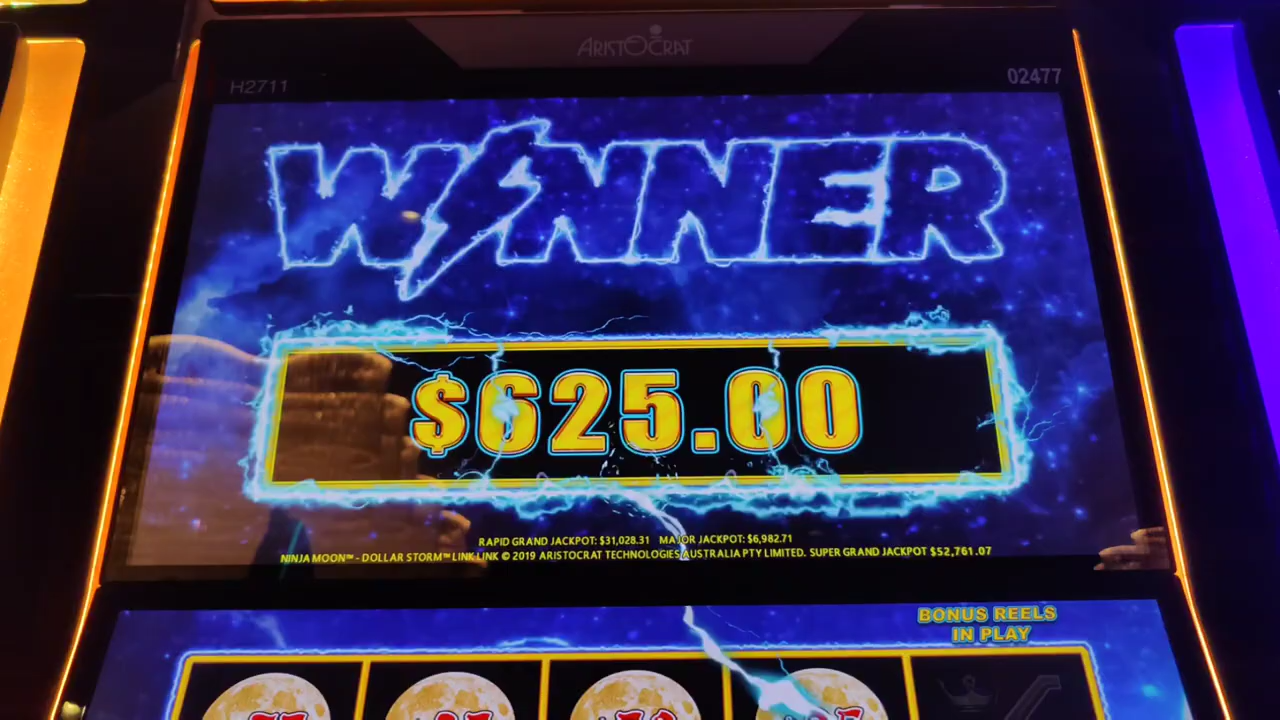 ARISTOCRAT
H2711
02477
WINNER
$625.00
RAPID GRAND JACKPOT: $31,028.31 MAJOR JACKPOT: $6,982.71
NINJA MOON™ - DOLLAR STORM™ LINK LINK © 2019 ARISTOCRAT TECHNOLOGIES AUSTRALIA PTY LIMITED. SUPER GRAND JACKPOT $52,761.07
BONUS REELS
IN PLAY